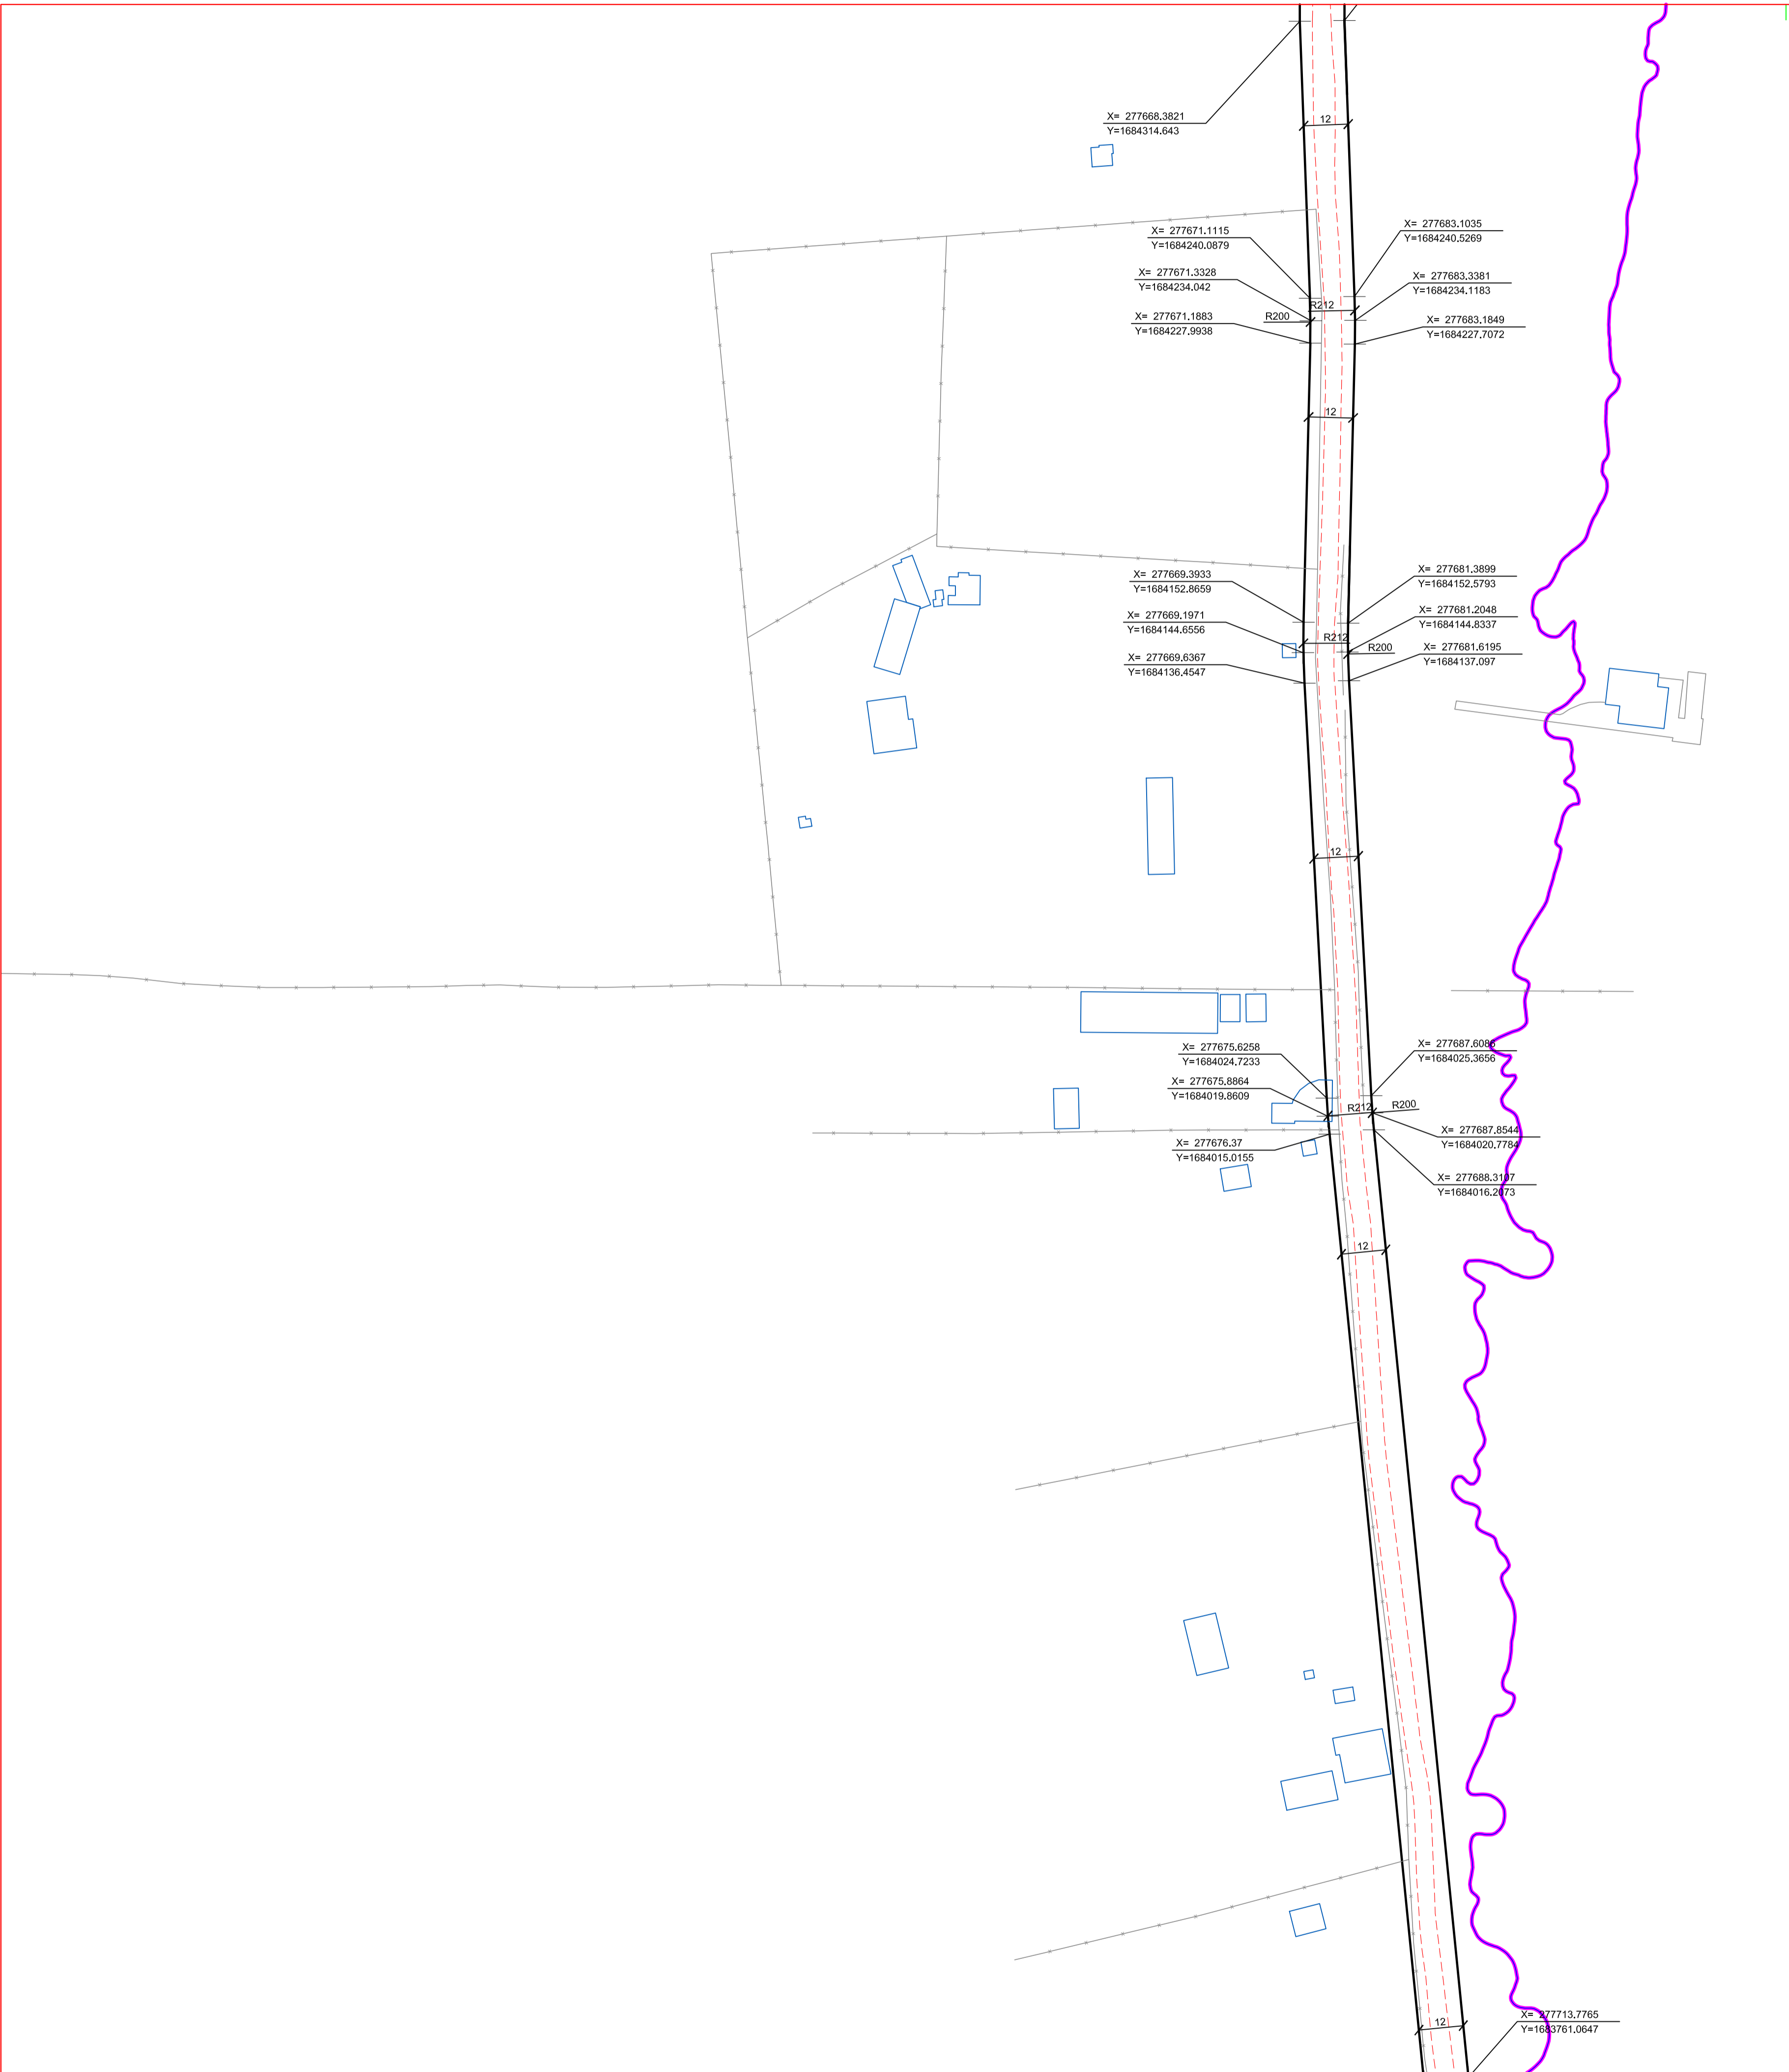 X=  277668.3821
Y=1684314.643
12
X=  277671.1115
Y=1684240.0879
X=  277683.1035
Y=1684240.5269
X=  277671.3328
Y=1684234.042
X=  277683.3381
Y=1684234.1183
R212
R200
X=  277671.1883
Y=1684227.9938
X=  277683.1849
Y=1684227.7072
12
X=  277669.3933
Y=1684152.8659
X=  277681.3899
Y=1684152.5793
X=  277669.1971
Y=1684144.6556
X=  277681.2048
Y=1684144.8337
R212
R200
X=  277669.6367
Y=1684136.4547
X=  277681.6195
Y=1684137.097
12
X=  277675.6258
Y=1684024.7233
X=  277687.6086
Y=1684025.3656
X=  277675.8864
Y=1684019.8609
R212
R200
X=  277687.8544
Y=1684020.7784
X=  277676.37
Y=1684015.0155
X=  277688.3107
Y=1684016.2073
12
X=  277713.7765
Y=1683761.0647
12